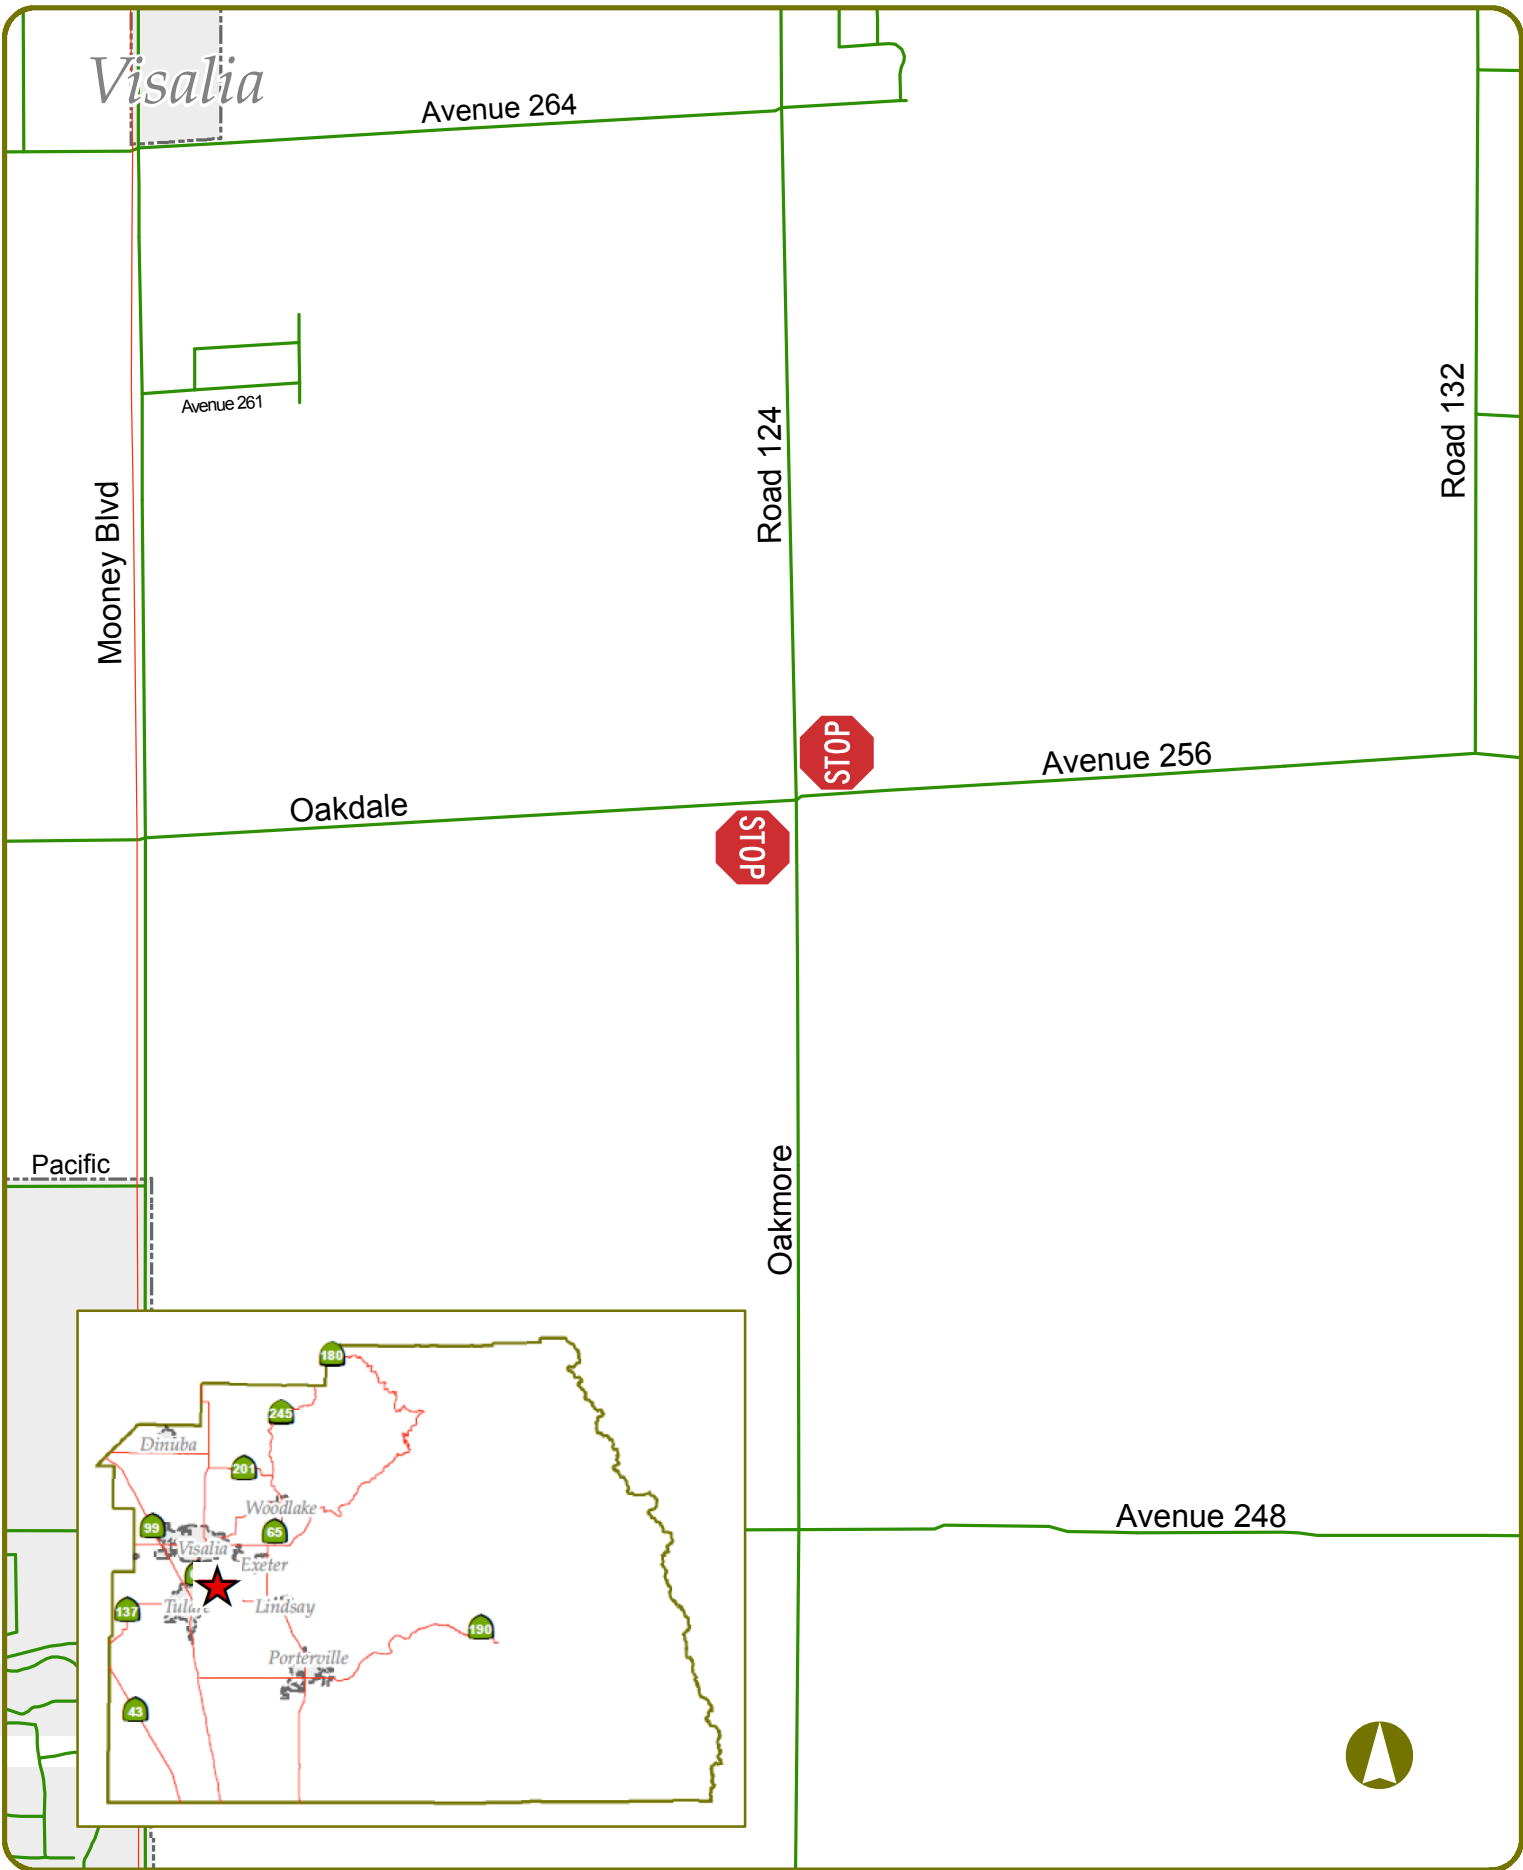 Visalia
Avenue 264
Avenue 261
Mooney Blvd
Road 124
Road 132
STOP
Avenue 256
Oakdale
STOP
Pacific
Oakmore
Avenue 248
180
245
Dinuba
201
Woodlake
99
65
Visalia
Exeter
137
Lindsay
190
Porterville
43